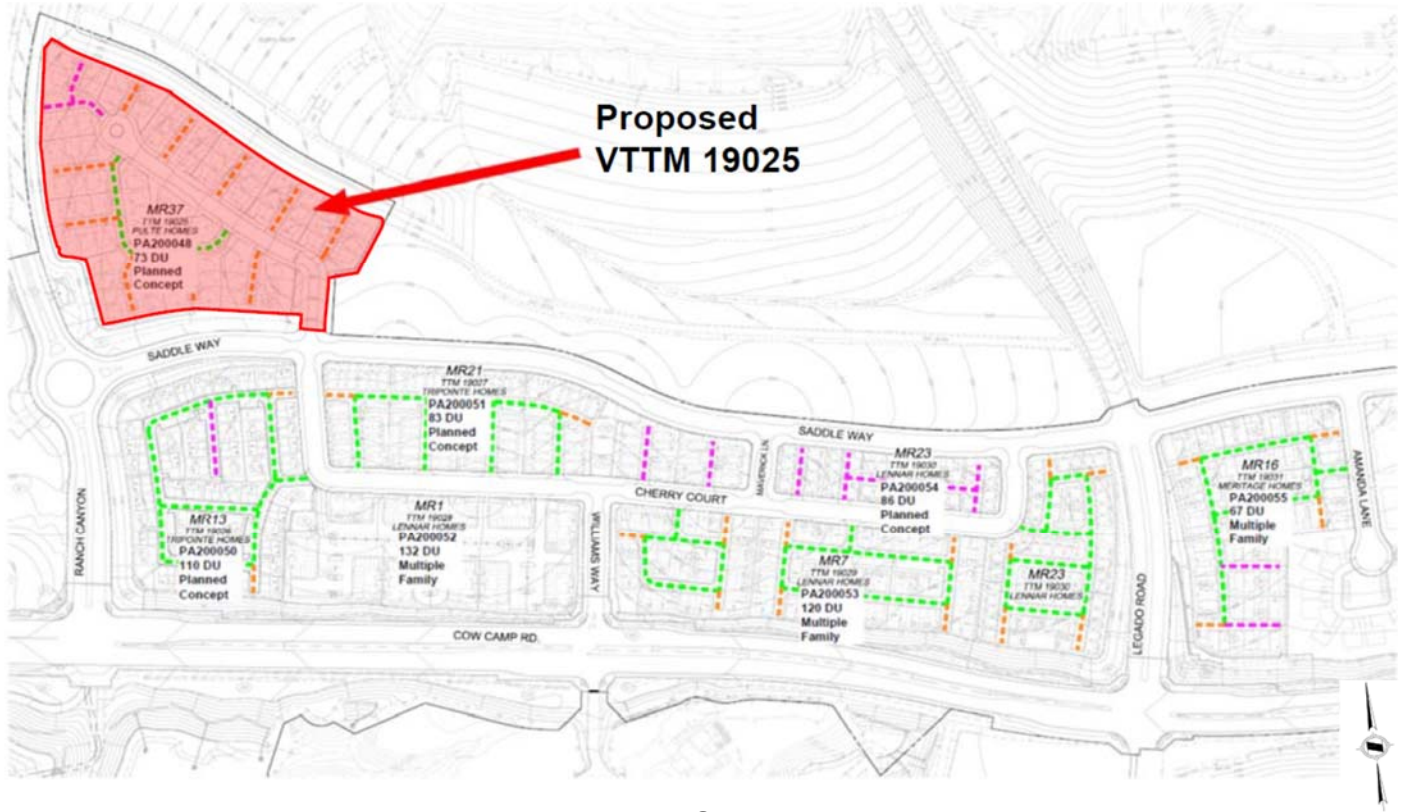 Proposed
VTTM 19025
MR37
TTM 19025
PULTE HOMES
PA200048
73 DU
Planned
Concept
SADDLE WAY
MR21
TTM 19027
TRIPOINTE HOMES
PA200051
83 DU
Planned
Concept
SADDLE WAY
MAVERICK LN
MR23
TTM 19030
LENNAR HOMES
PA200054
86 DU
Planned
Concept
MR16
TTM 19031
MERITAGE HOMES
PA200055
67 DU
Multiple
Family
AMANDA LANE
CHERRY COURT
RANCH CANYON
MR13
TTM 19026
TRIPOINTE HOMES
PA200050
110 DU
Planned
Concept
MR1
TTM 19028
LENNAR HOMES
PA200052
132 DU
Multiple
Family
WILLIAMS WAY
MR7
TTM 19029
LENNAR HOMES
PA200053
120 DU
Multiple
Family
MR23
TTM 19030
LENNAR HOMES
LEGADO ROAD
COW CAMP RD.